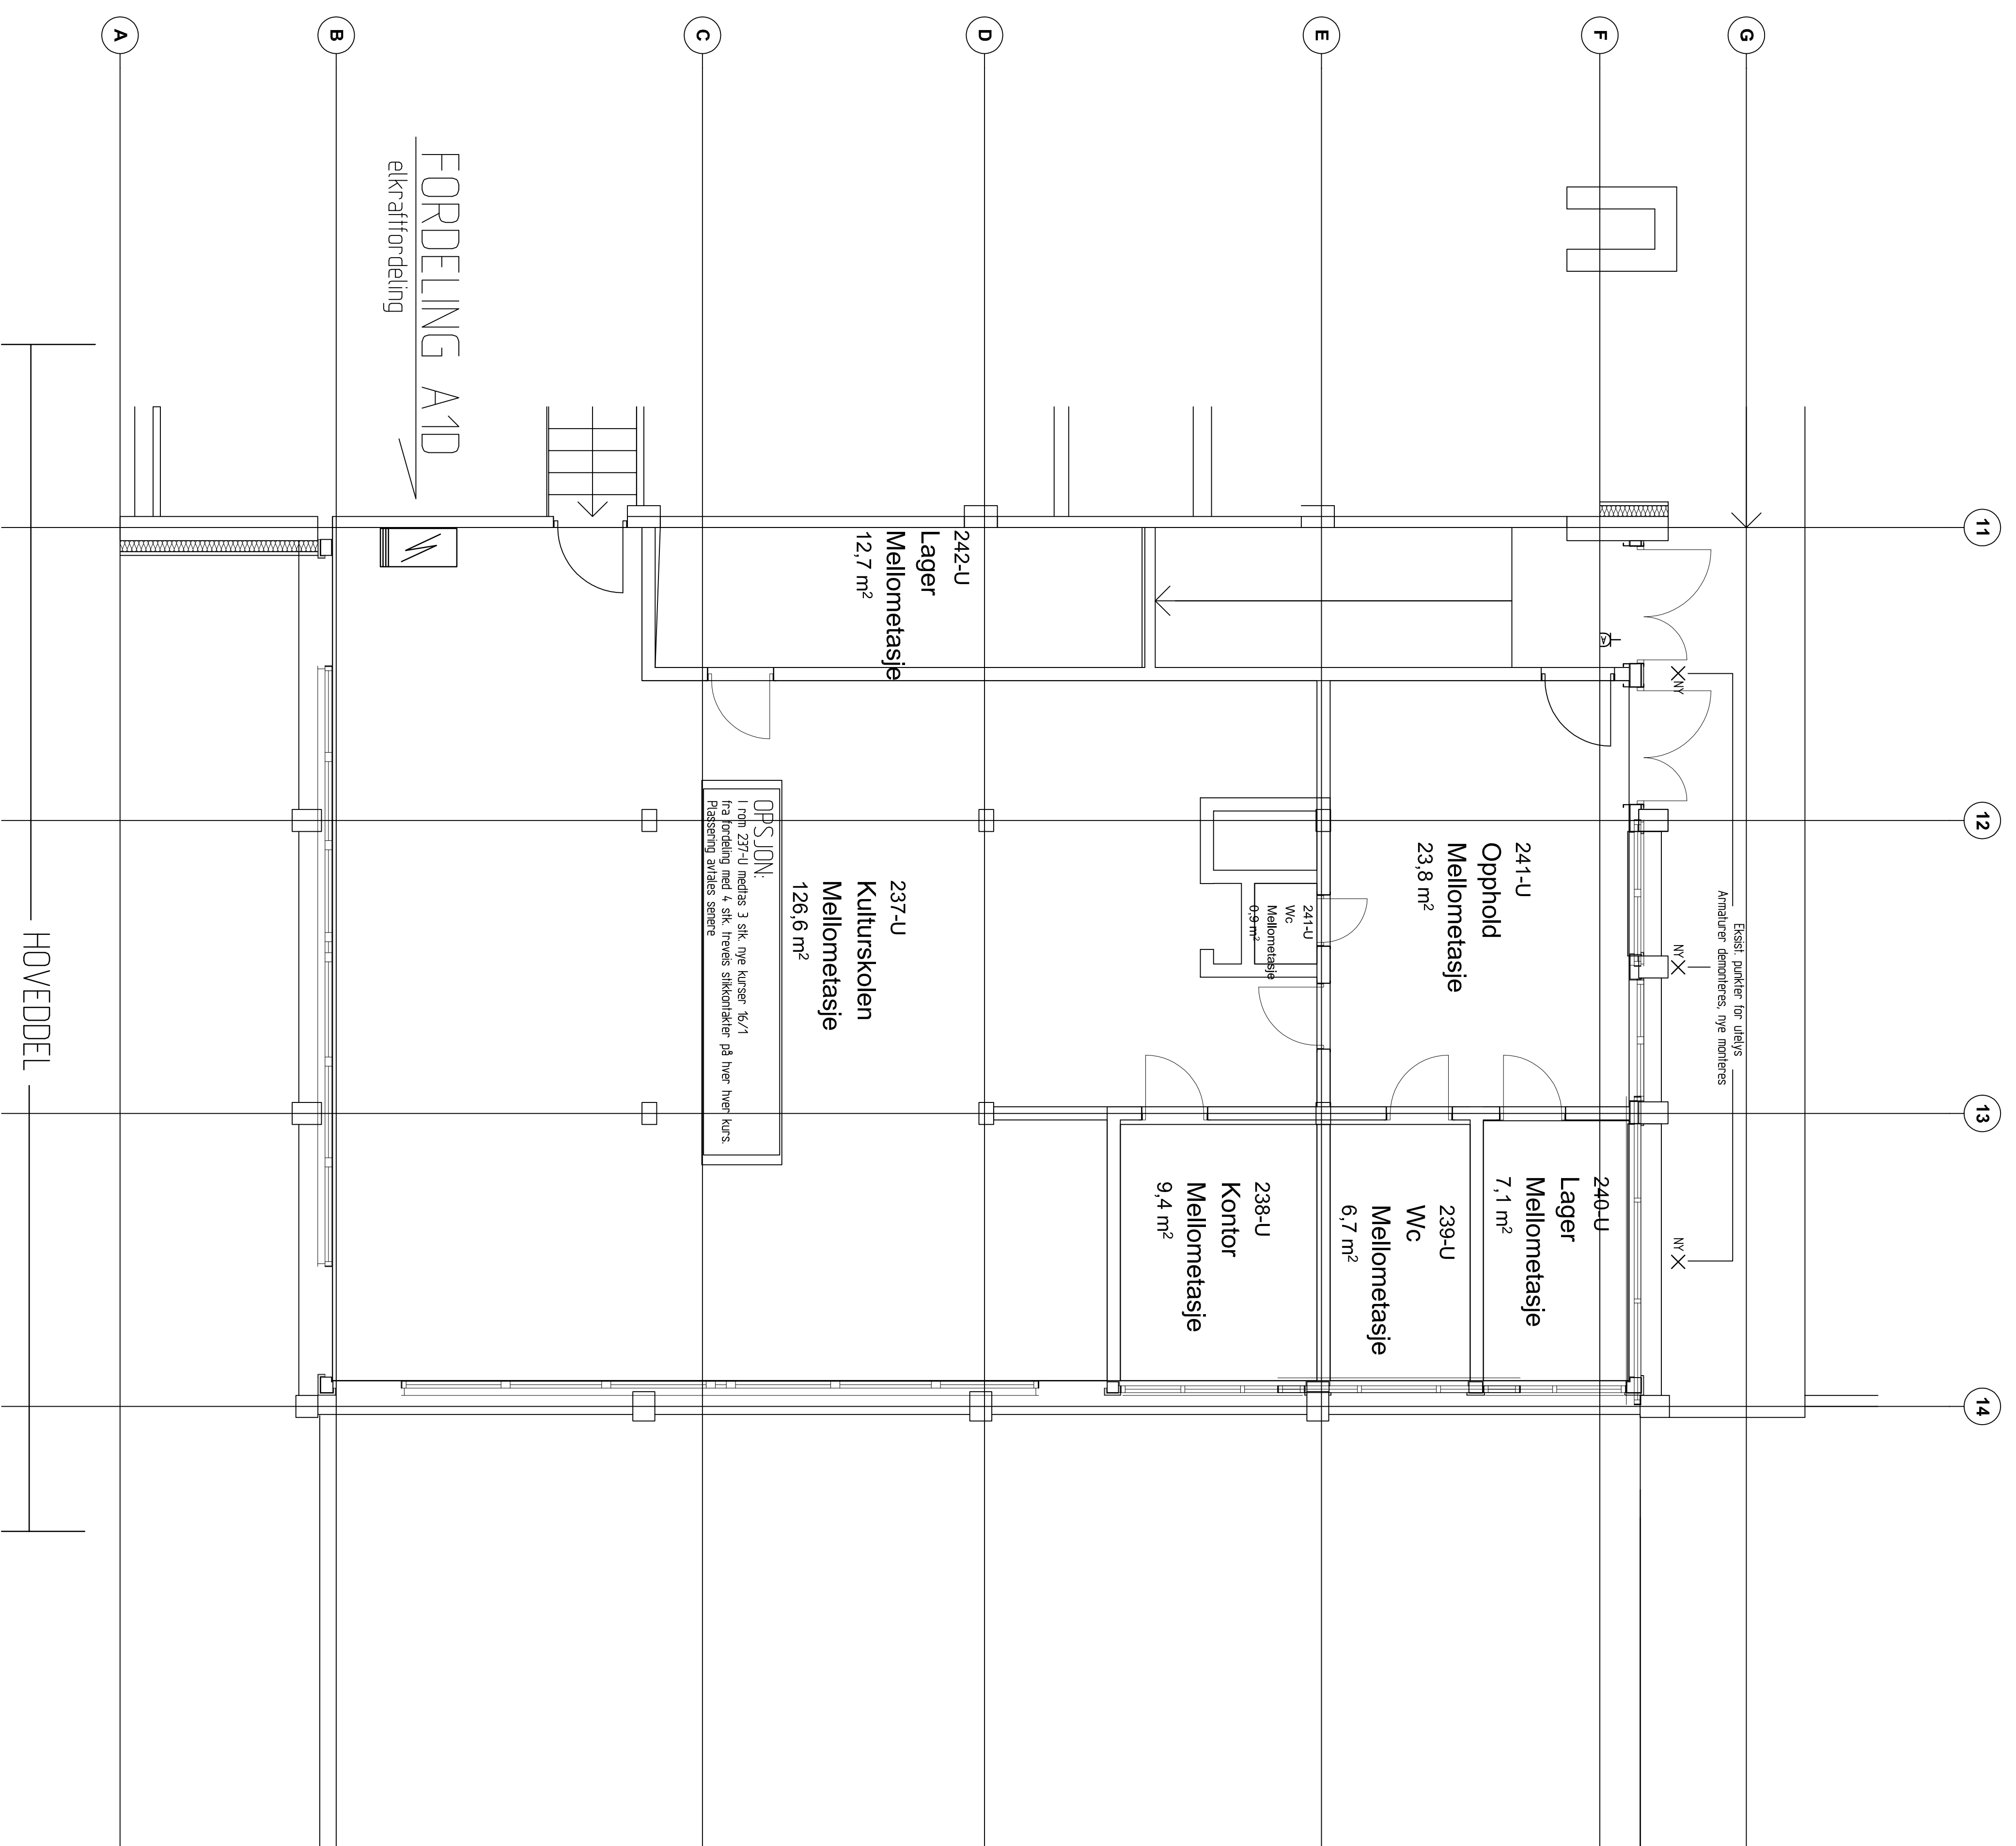 A
B
C
D
E
F
G
11
12
13
14
FORDELING A1D
elkraftfordeling
HOVEDDEL
242-U
Lager
Mellometasje
12,7 m²
OPSJON:
I rom 237-U medtas 3 stk. nye kurser 16/1
fra fordeling med 4 stk. treveis stikkontakter på hver hver kurs.
Plassering avtales senere
237-U
Kulturskolen
Mellometasje
126,6 m²
241-U
Wc
Mellometasje
0,9 m²
241-U
Opphold
Mellometasje
23,8 m²
238-U
Kontor
Mellometasje
9,4 m²
239-U
Wc
Mellometasje
6,7 m²
240-U
Lager
Mellometasje
7,1 m²
Eksist. punkter for utelys
Armaturer demonteres, nye monteres
NY
NY
NY
A